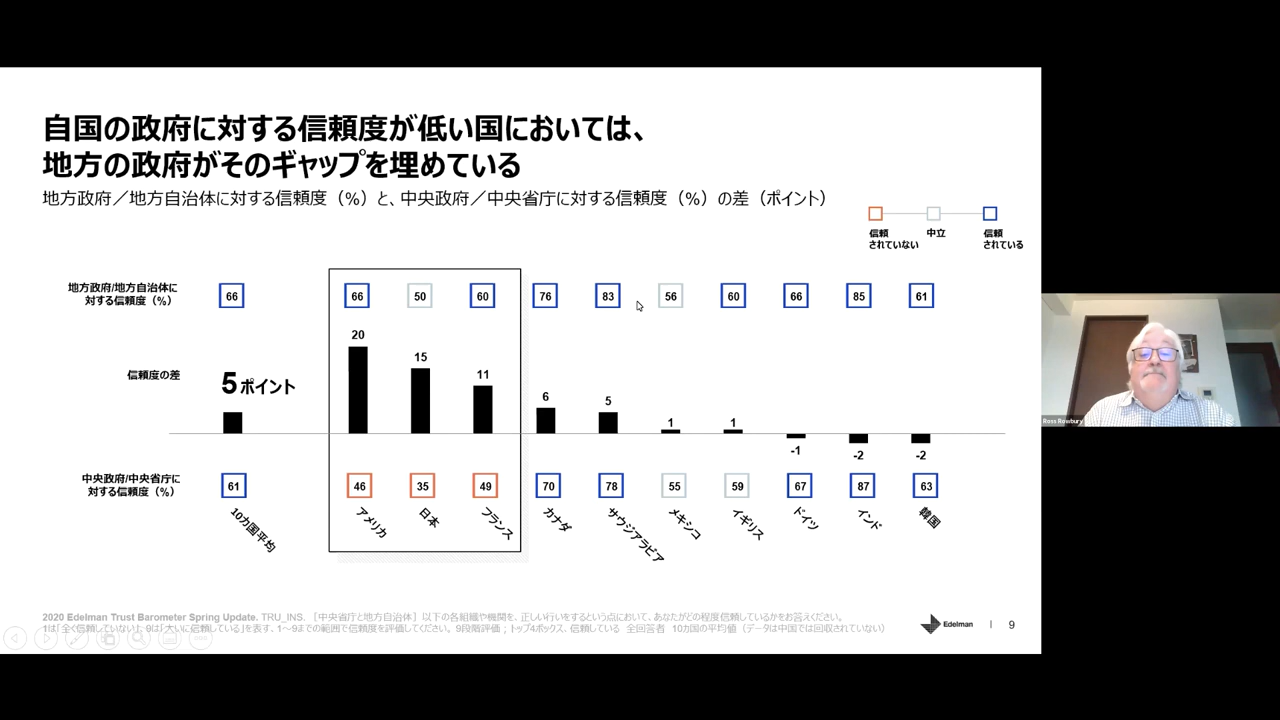 自国の政府に対する信頼度が低い国においては、
地方の政府がそのギャップを埋めている
地方政府／地方自治体に対する信頼度（%）と、中央政府／中央省庁に対する信頼度（%）の差（ポイント）
信頼
されていない
中立
信頼
されている
地方政府/地方自治体に
対する信頼度（%）
66
66
50
60
76
83
56
60
66
85
61
信頼度の差
5ポイント
20
15
11
6
5
1
1
-1
-2
-2
中央政府/中央省庁に
対する信頼度（%）
61
46
35
49
70
78
55
59
67
87
63
10カ国平均
アメリカ
日本
フランス
カナダ
サウジアラビア
メキシコ
イギリス
ドイツ
インド
韓国
2020 Edelman Trust Barometer Spring Update. TRU_INS. ［中央省庁と地方自治体］以下の各組織や機関を、正しい行いをするという点において、あなたがどの程度信頼しているかをお答えください。
1は「全く信頼していない」、9は「大いに信頼している」を表す、1～9までの範囲で信頼度を評価してください。9段階評価；トップ4ボックス、信頼している 全回答者 10カ国の平均値（データは中国では回収されていない）
Edelman
9
Ross Rowbury